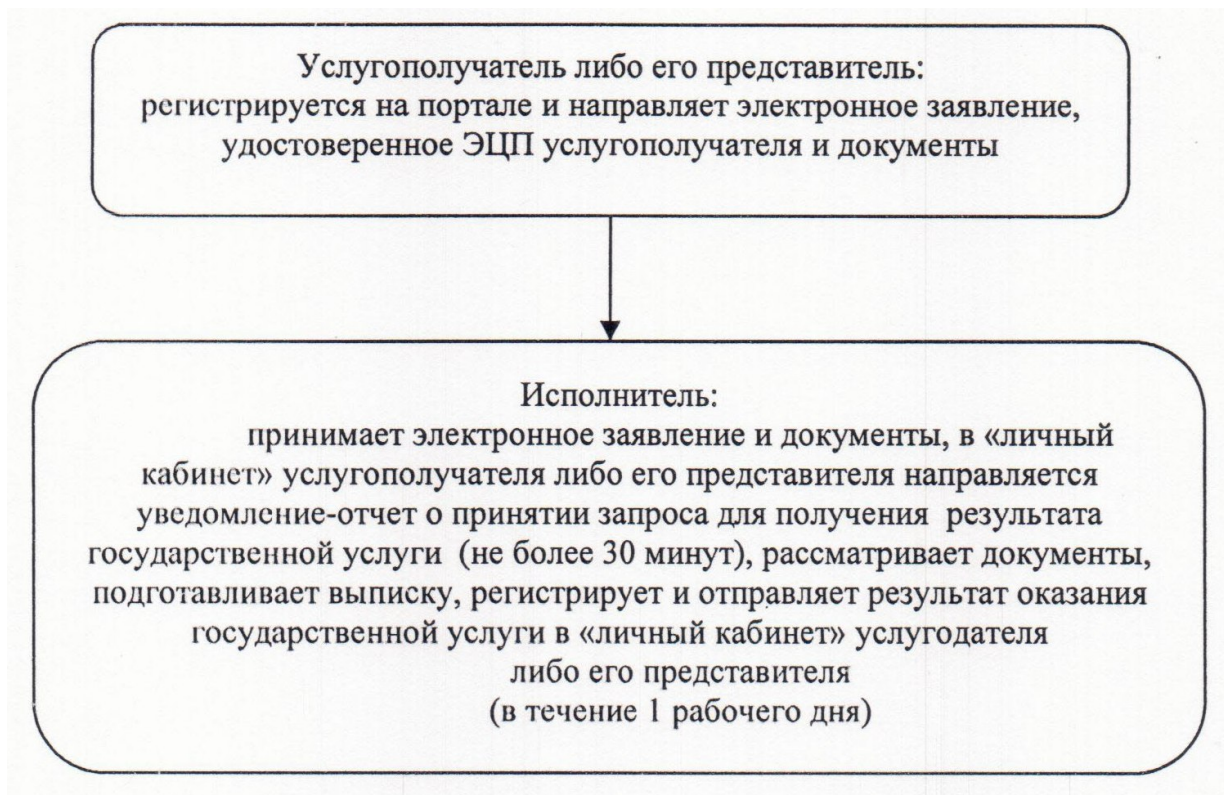 Услугополучатель либо его представитель:
регистрируется на портале и направляет электронное заявление,
удостоверенное ЭЦП услугополучателя и документы
Исполнитель:
принимает электронное заявление и документы, в «личный
кабинет» услугополучателя либо его представителя направляется
уведомление-отчет о принятии запроса для получения результата
государственной услуги (не более 30 минут), рассматривает документы,
подготавливает выписку, регистрирует и отправляет результат оказания
государственной услуги в «личный кабинет» услугодателя
либо его представителя
(в течение 1 рабочего дня)